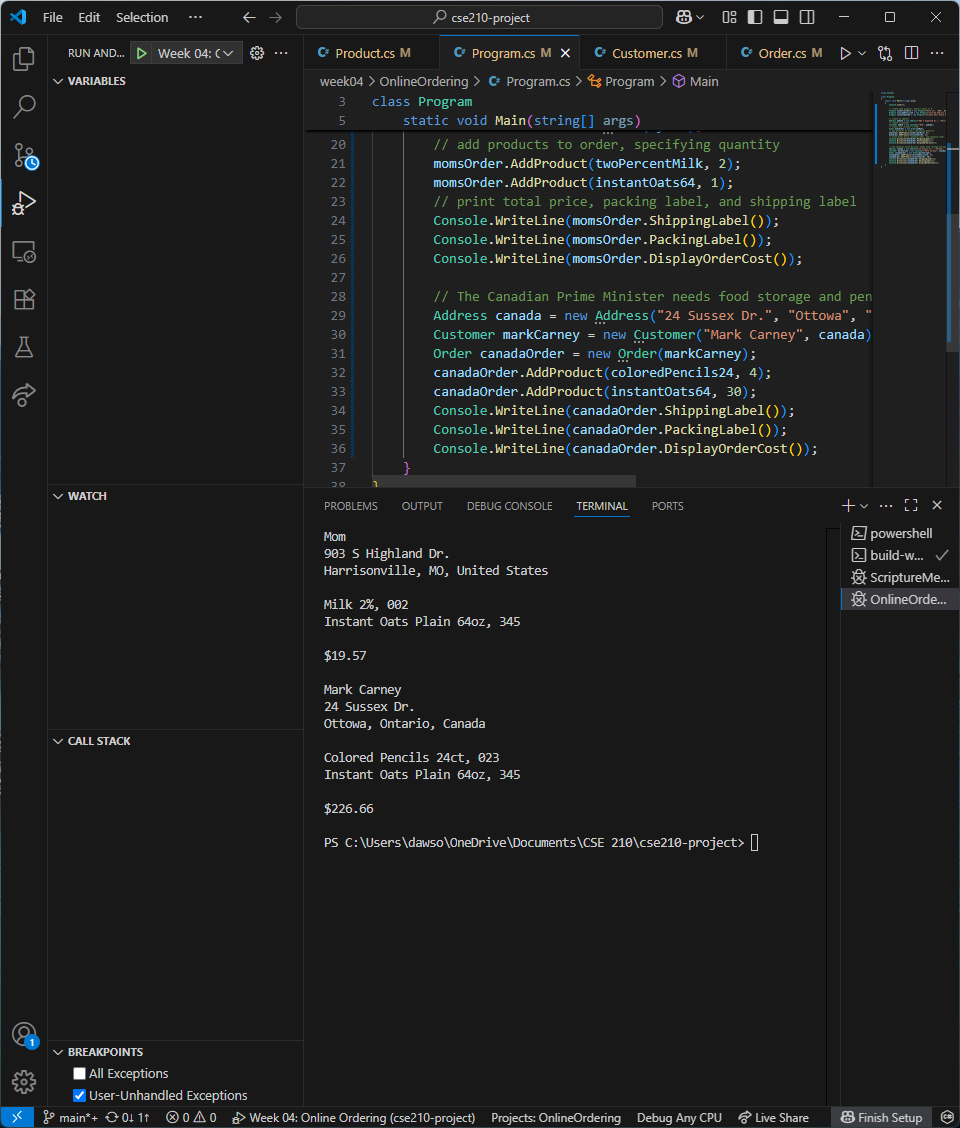 File Edit Selection ··· cse210-project
RUN AND... Week 04: C ···
Product.cs M Program.cs M Customer.cs M Order.cs M ···
VARIABLES
week04 > OnlineOrdering > Program.cs > Program > Main
3 class Program
5 static void Main(string[] args)
20 // add products to order, specifying quantity
21 momsOrder.AddProduct(twoPercentMilk, 2);
22 momsOrder.AddProduct(instantOats64, 1);
23 // print total price, packing label, and shipping label
24 Console.WriteLine(momsOrder.ShippingLabel());
25 Console.WriteLine(momsOrder.PackingLabel());
26 Console.WriteLine(momsOrder.DisplayOrderCost());
27
28 // The Canadian Prime Minister needs food storage and pen
29 Address canada = new Address("24 Sussex Dr.", "Ottowa", "
30 Customer markCarney = new Customer("Mark Carney", canada)
31 Order canadaOrder = new Order(markCarney);
32 canadaOrder.AddProduct(coloredPencils24, 4);
33 canadaOrder.AddProduct(instantOats64, 30);
34 Console.WriteLine(canadaOrder.ShippingLabel());
35 Console.WriteLine(canadaOrder.PackingLabel());
36 Console.WriteLine(canadaOrder.DisplayOrderCost());
37 }
38 }
WATCH
PROBLEMS OUTPUT DEBUG CONSOLE TERMINAL PORTS
Mom
903 S Highland Dr.
Harrisonville, MO, United States
Milk 2%, 002
Instant Oats Plain 64oz, 345
$19.57
Mark Carney
24 Sussex Dr.
Ottowa, Ontario, Canada
Colored Pencils 24ct, 023
Instant Oats Plain 64oz, 345
$226.66
PS C:\Users\dawso\OneDrive\Documents\CSE 210\cse210-project>
powershell
build-w...
ScriptureMe...
OnlineOrde...
CALL STACK
BREAKPOINTS
All Exceptions
User-Unhandled Exceptions
1
main*+ 0↓ 1↑ 0 0 Week 04: Online Ordering (cse210-project) Projects: OnlineOrdering Debug Any CPU Live Share Finish Setup